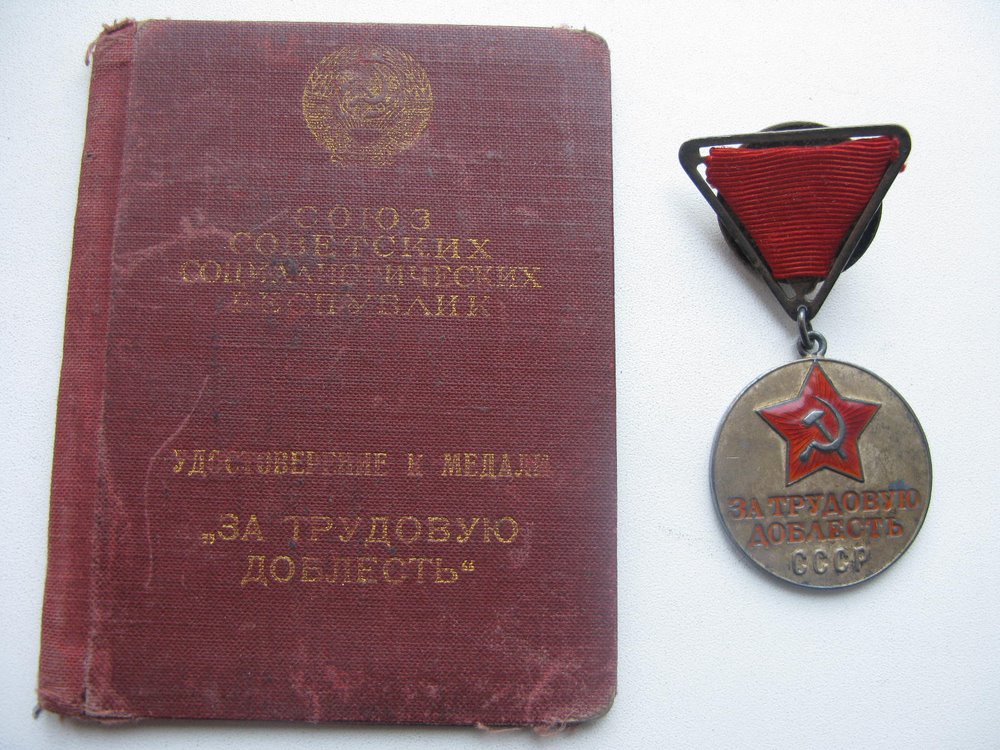 СОЮЗ
СОВЕТСКИХ
СОЦИАЛИСТИЧЕСКИХ
РЕСПУБЛИК
УДОСТОВЕРЕНИЕ К МЕДАЛИ
„ЗА ТРУДОВУЮ
ДОБЛЕСТЬ“
ЗА ТРУДОВУЮ
ДОБЛЕСТЬ
СССР